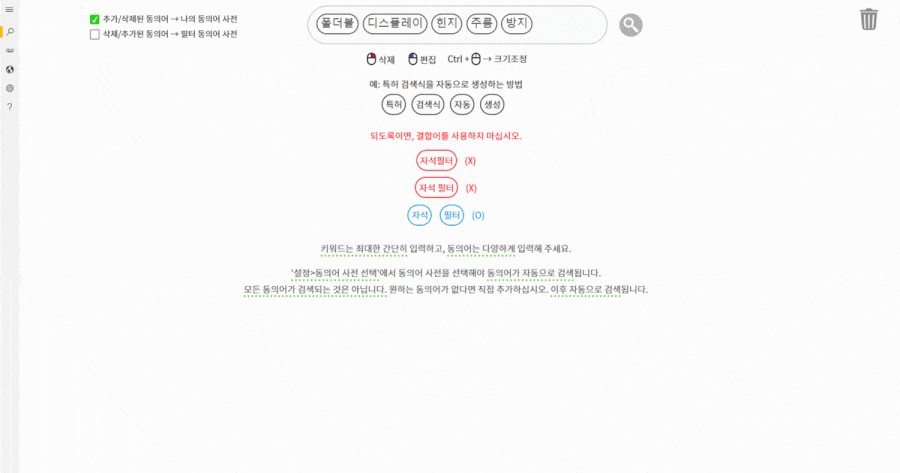 추가/삭제된 동의어 → 나의 동의어 사전
삭제/추가된 동의어 → 필터 동의어 사전
폴더블 디스플레이 힌지 주름 방지
삭제 편집 Ctrl + → 크기조정
예: 특허 검색식을 자동으로 생성하는 방법
특허 검색식 자동 생성
되도록이면, 결합어를 사용하지 마십시오.
자석필터 (X)
자석 필터 (X)
자석 필터 (O)
키워드는 최대한 간단히 입력하고, 동의어는 다양하게 입력해 주세요.
'설정>동의어 사전 선택'에서 동의어 사전을 선택해야 동의어가 자동으로 검색됩니다.
모든 동의어가 검색되는 것은 아닙니다. 원하는 동의어가 없다면 직접 추가하십시오. 이후 자동으로 검색됩니다.